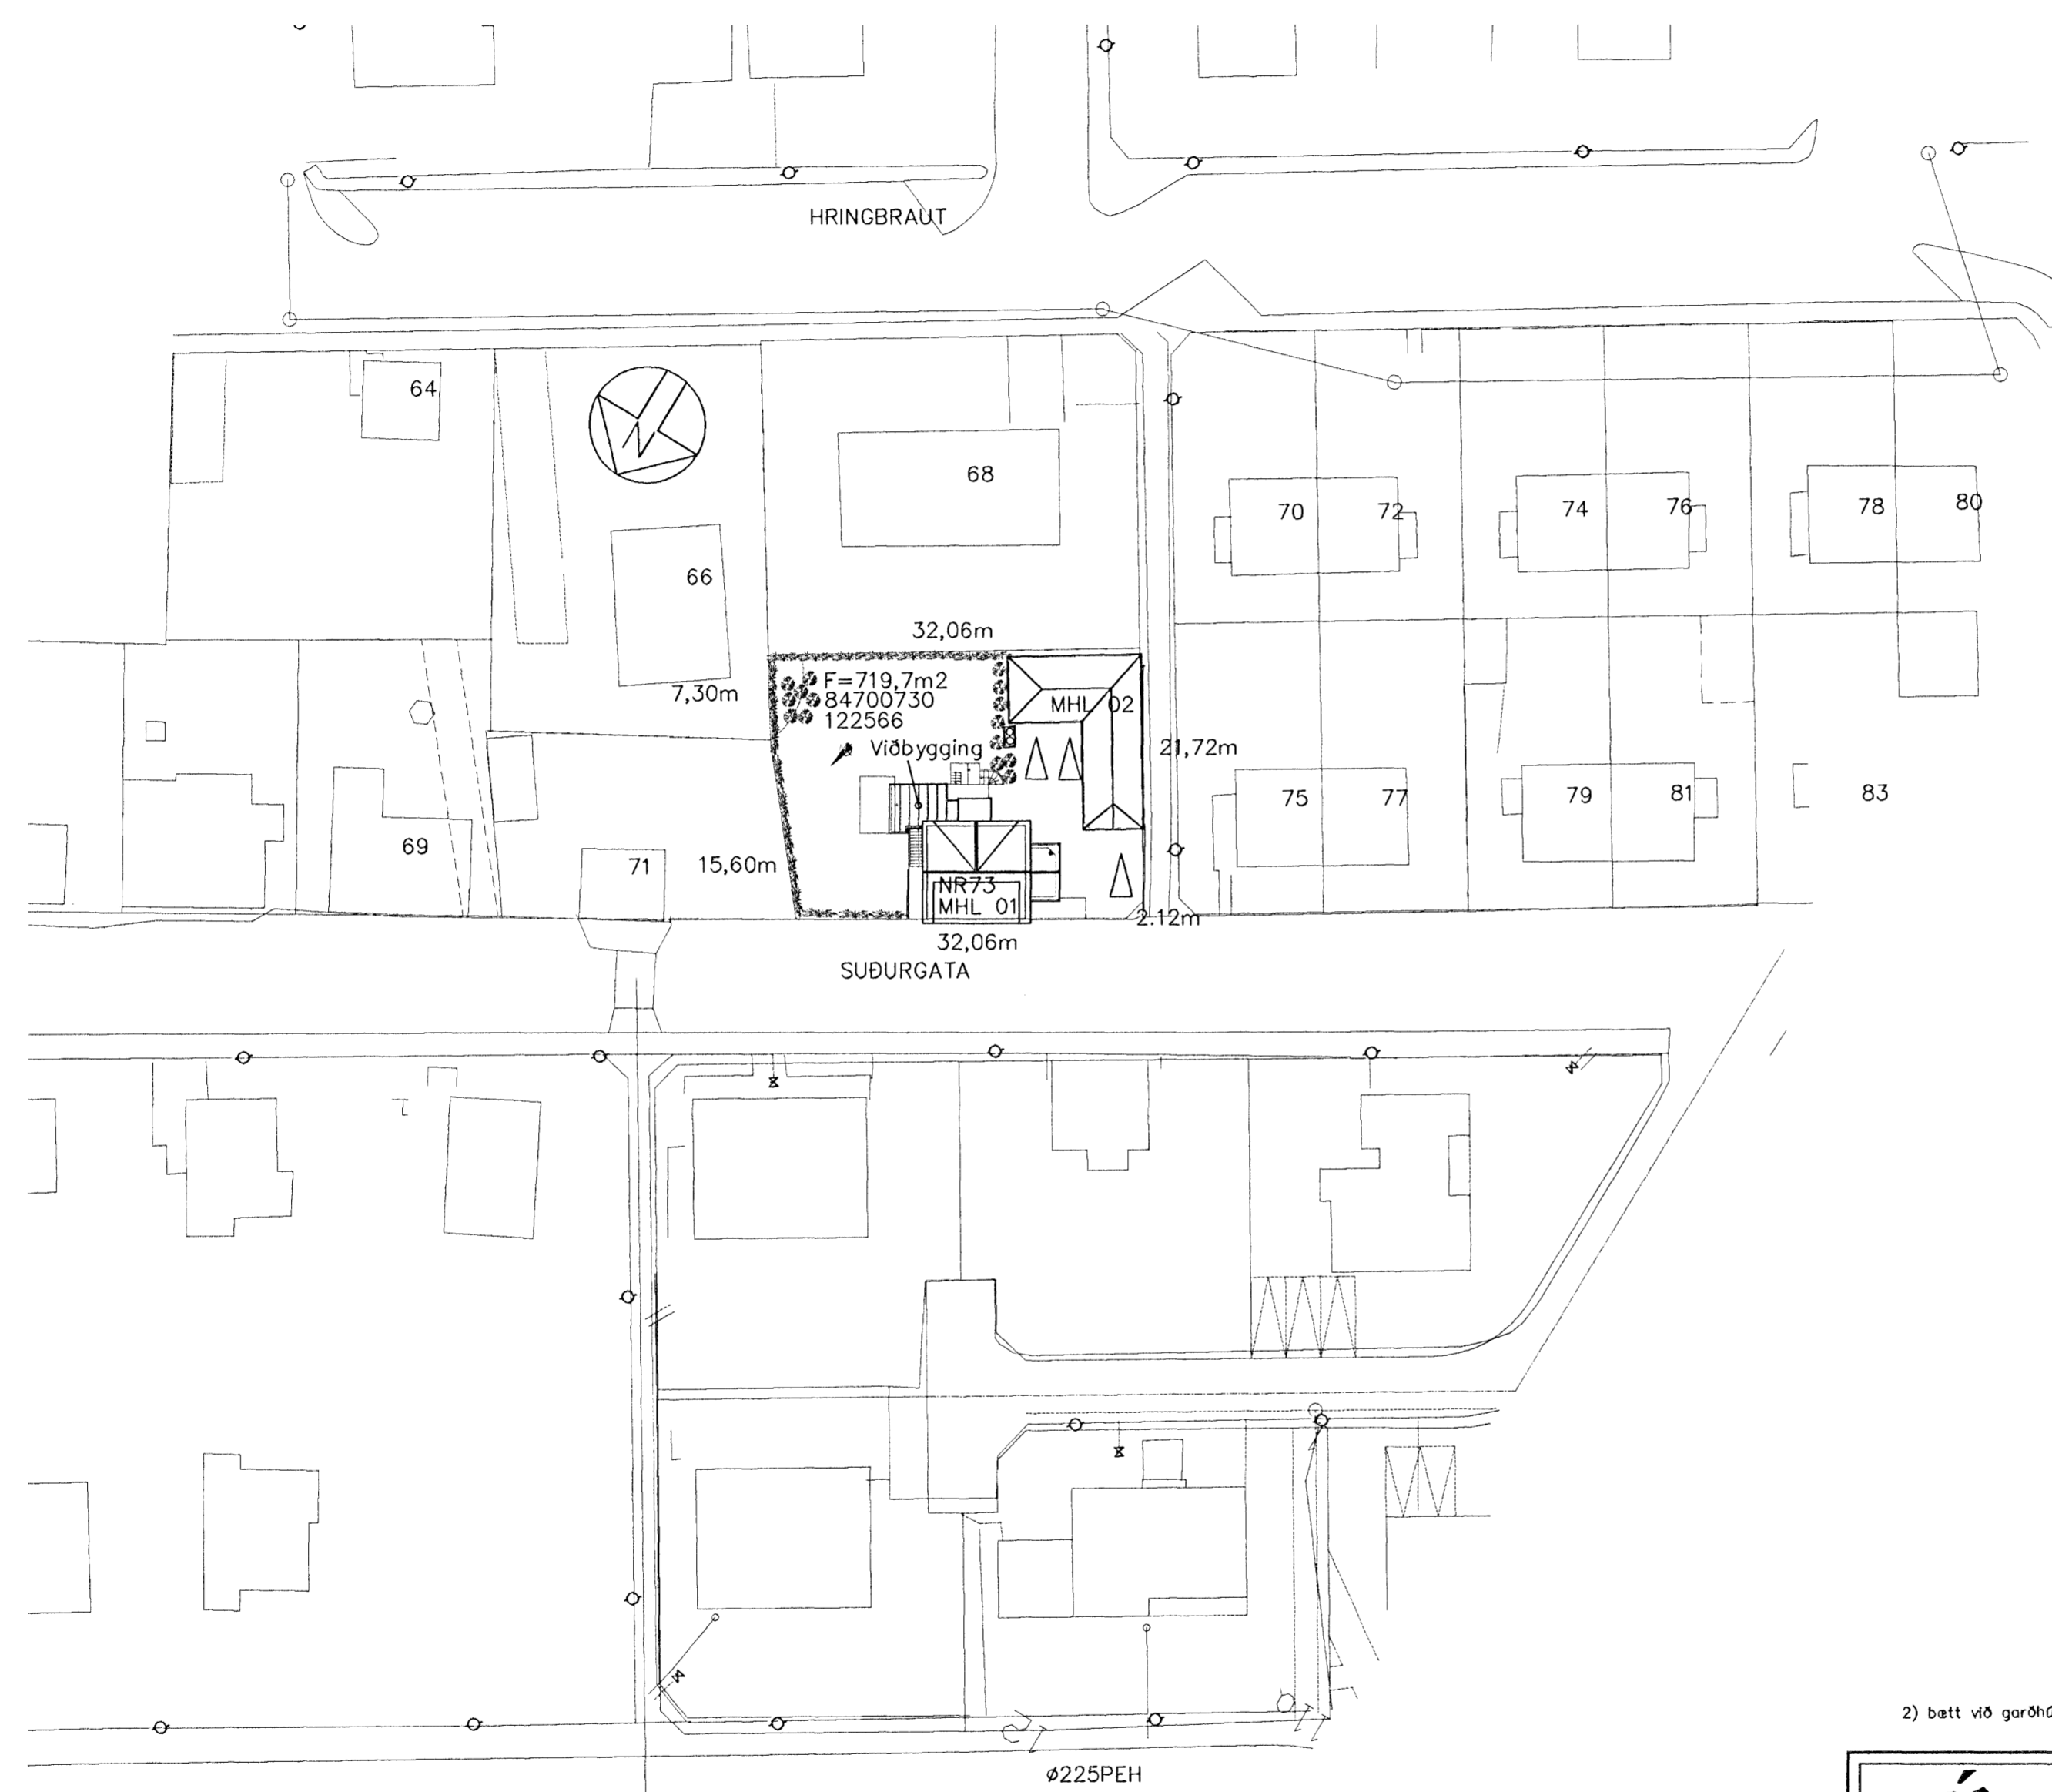 HRINGBRAUT
64
N
68
66
70
72
74
76
78
80
32,06m
7,30m
F=719,7m2
84700730
122566
MHL 02
Viðbygging
21,72m
69
71
15,60m
75
77
79
81
83
NR73
MHL 01
2.12m
32,06m
SUÐURGATA
2) bætt við
ø225PEH